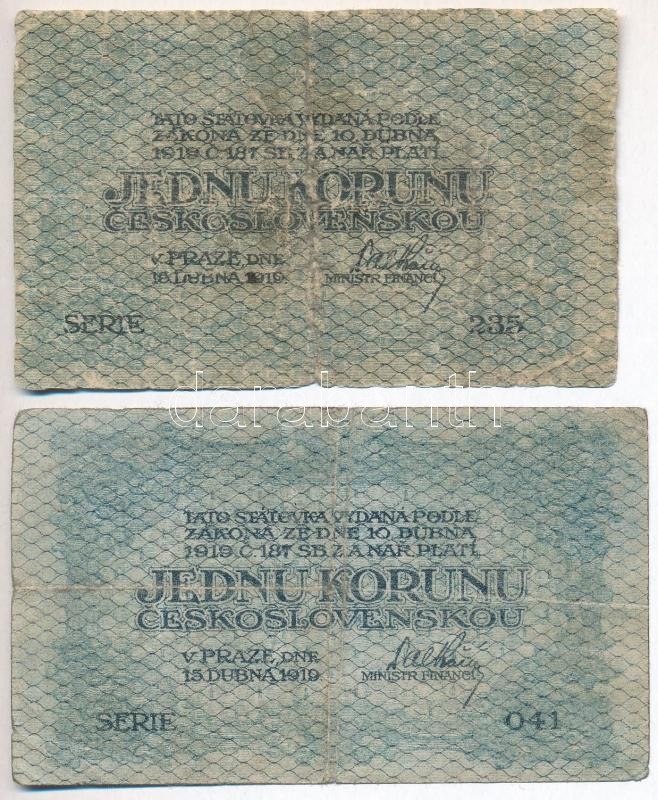 TATO STÁTOVKA VYDANÁ PODLE
ZÁKONA ZE DNE 10. DUBNA
1919 Č. 187 SB. Z. A NAŘ. PLATÍ
JEDNU KORUNU
ČESKOSLOVENSKOU
V PRAZE, DNE
15. DUBNA 1919.
MINISTR FINANCÍ
SERIE 235
darabanth
TATO STÁTOVKA VYDANÁ PODLE
ZÁKONA ZE DNE 10. DUBNA
1919 Č. 187 SB. Z. A NAŘ. PLATÍ
JEDNU KORUNU
ČESKOSLOVENSKOU
V PRAZE, DNE
15. DUBNA 1919
MINISTR FINANCÍ
SERIE 041